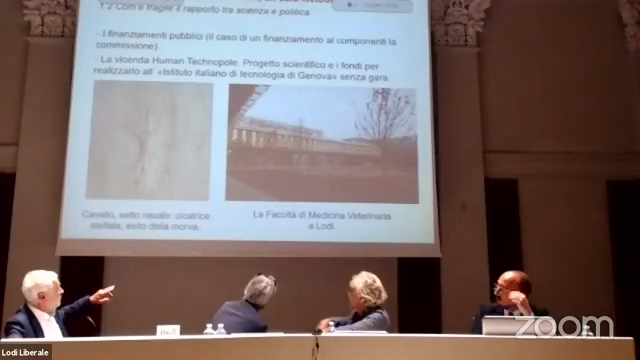 1.2 Com'è fragile il rapporto tra scienza e politica
- I finanziamenti pubblici (il caso di un finanziamento ai componenti la
commissione)
- La vicenda Human Technopole. Progetto scientifico e i fondi per
realizzarlo all' «Istituto italiano di tecnologia di Genova» senza gara.
Cavallo, setto nasale: cicatrice
stellata, esito della morva.
La Facoltà di Medicina Veterinaria
a Lodi.
Lodi Liberale
zoom